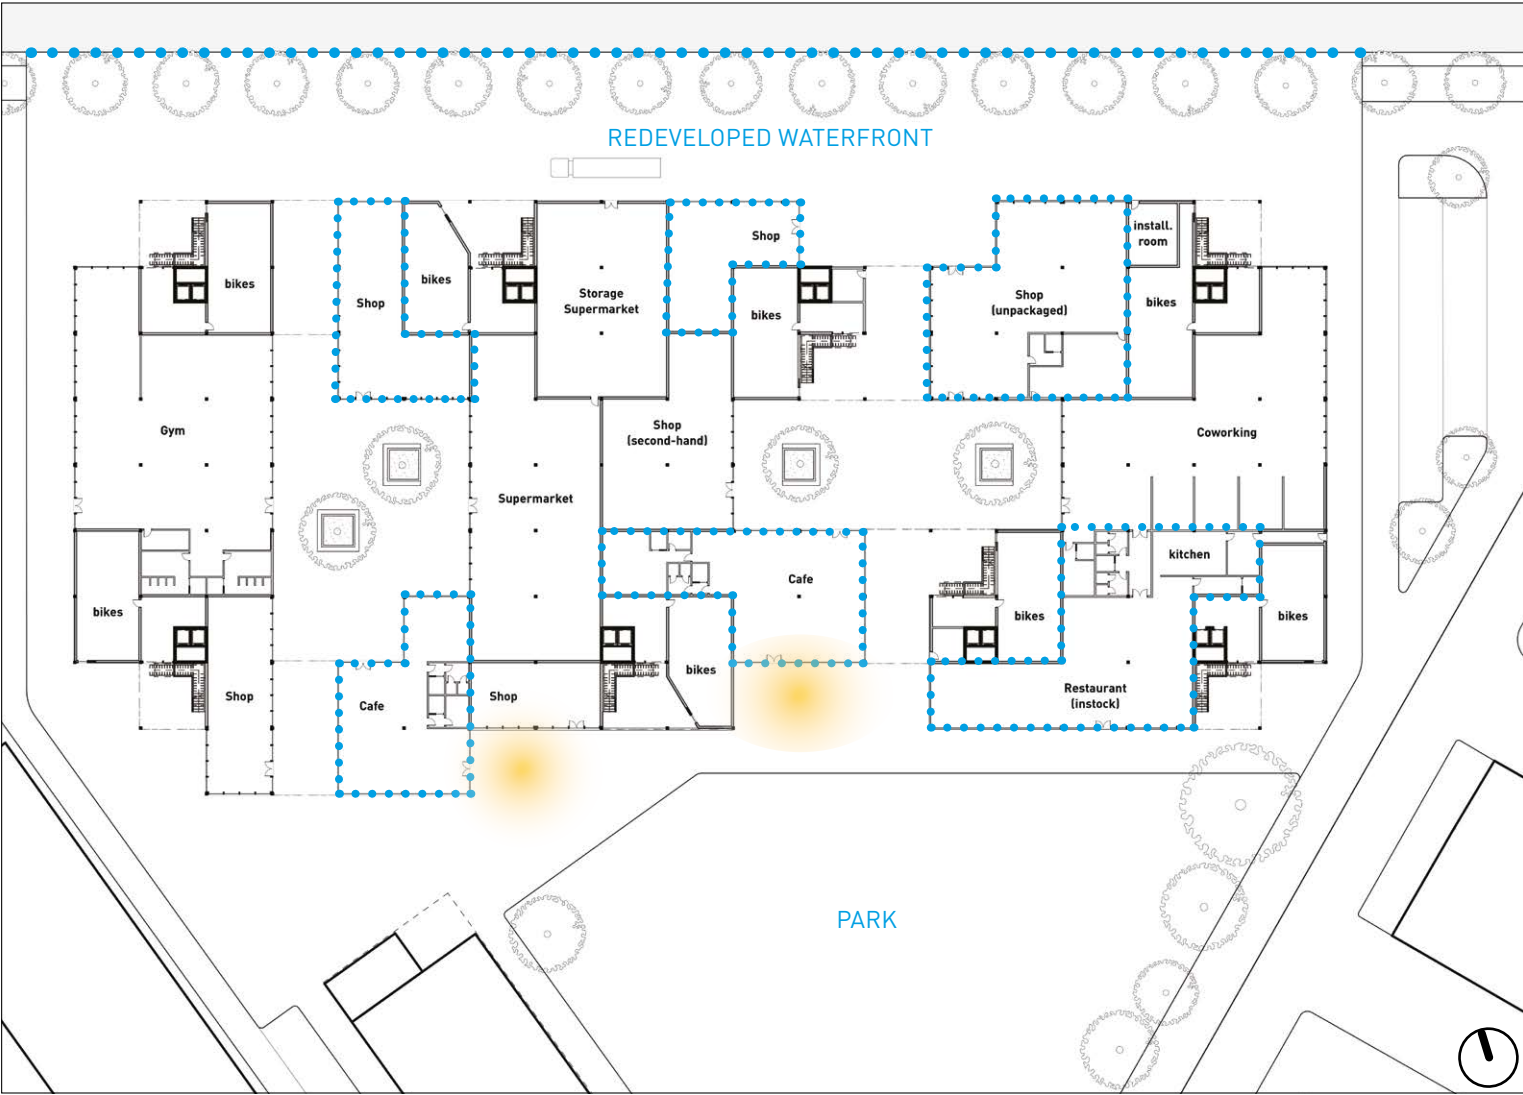 REDEVELOPED WATERFRONT
install.
room
Shop
bikes
bikes
Storage
Supermarket
Shop
bikes
Shop
(unpackaged)
bikes
Gym
Shop
(second-hand)
Coworking
Supermarket
kitchen
Cafe
bikes
bikes
bikes
bikes
Shop
Cafe
Shop
Restaurant
(instock)
PARK